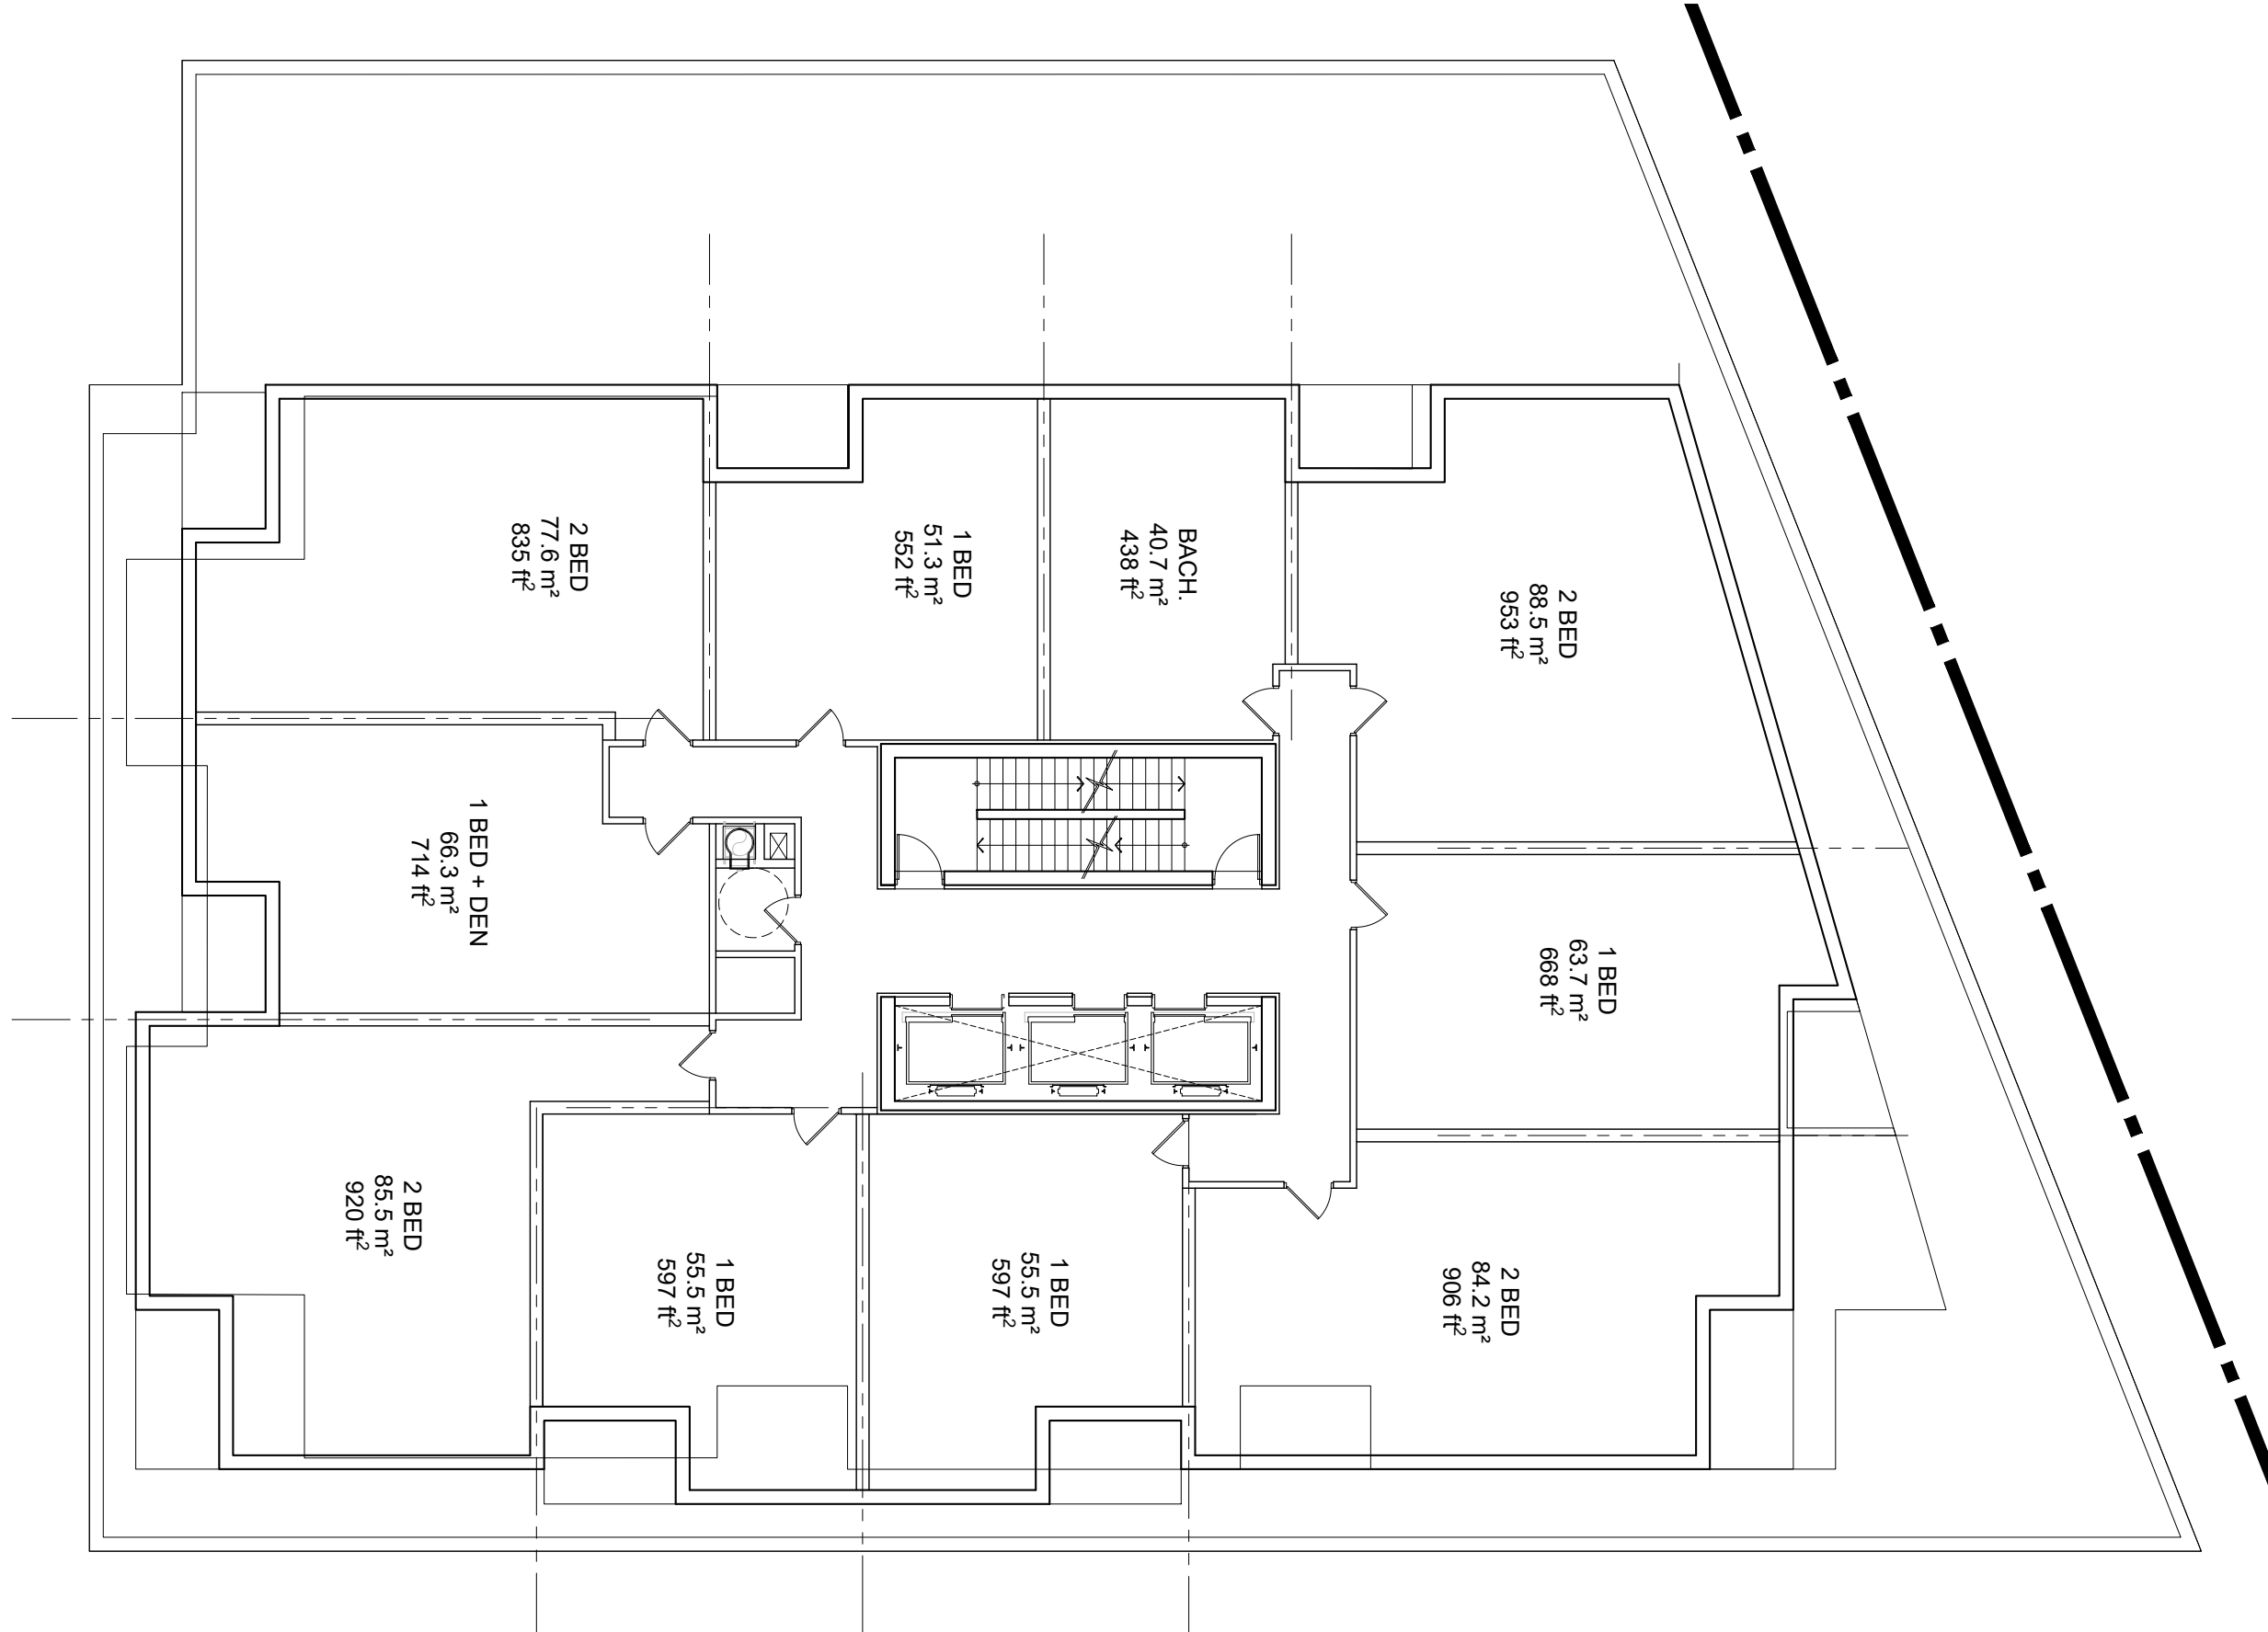 2 BED
77.6 m²
835 ft²
1 BED
51.3 m²
552 ft²
BACH.
40.7 m²
438 ft²
2 BED
88.5 m²
953 ft²
1 BED + DEN
66.3 m²
714 ft²
1 BED
63.7 m²
668 ft²
2 BED
85.5 m²
920 ft²
1 BED
55.5 m²
597 ft²
1 BED
55.5 m²
597 ft²
2 BED
84.2 m²
906 ft²